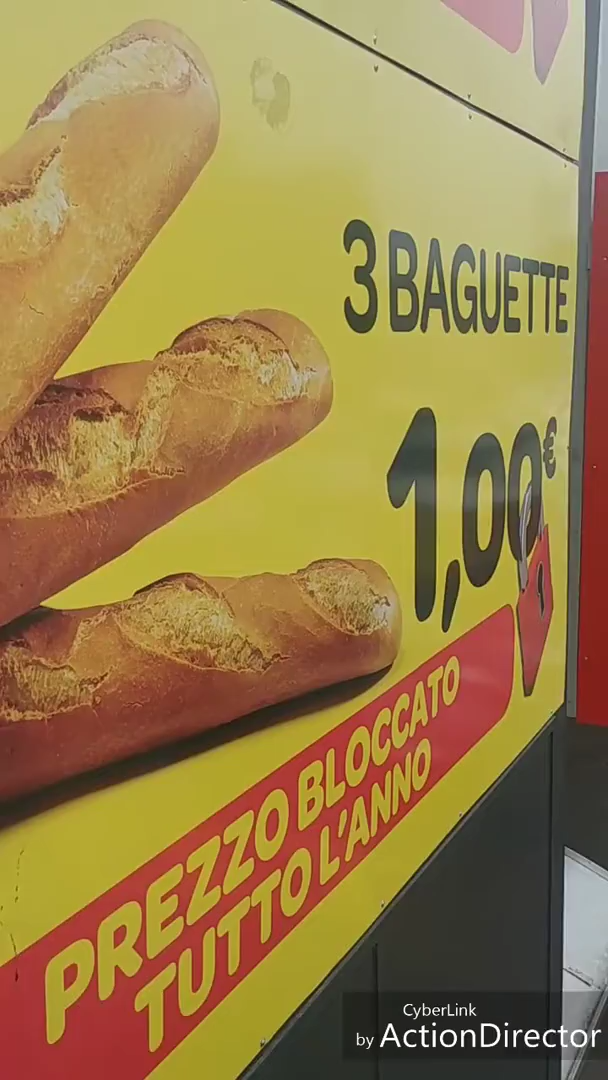 3 BAGUETTE
1,00€
PREZZO BLOCCATO
TUTTO L'ANNO
CyberLink
by ActionDirector